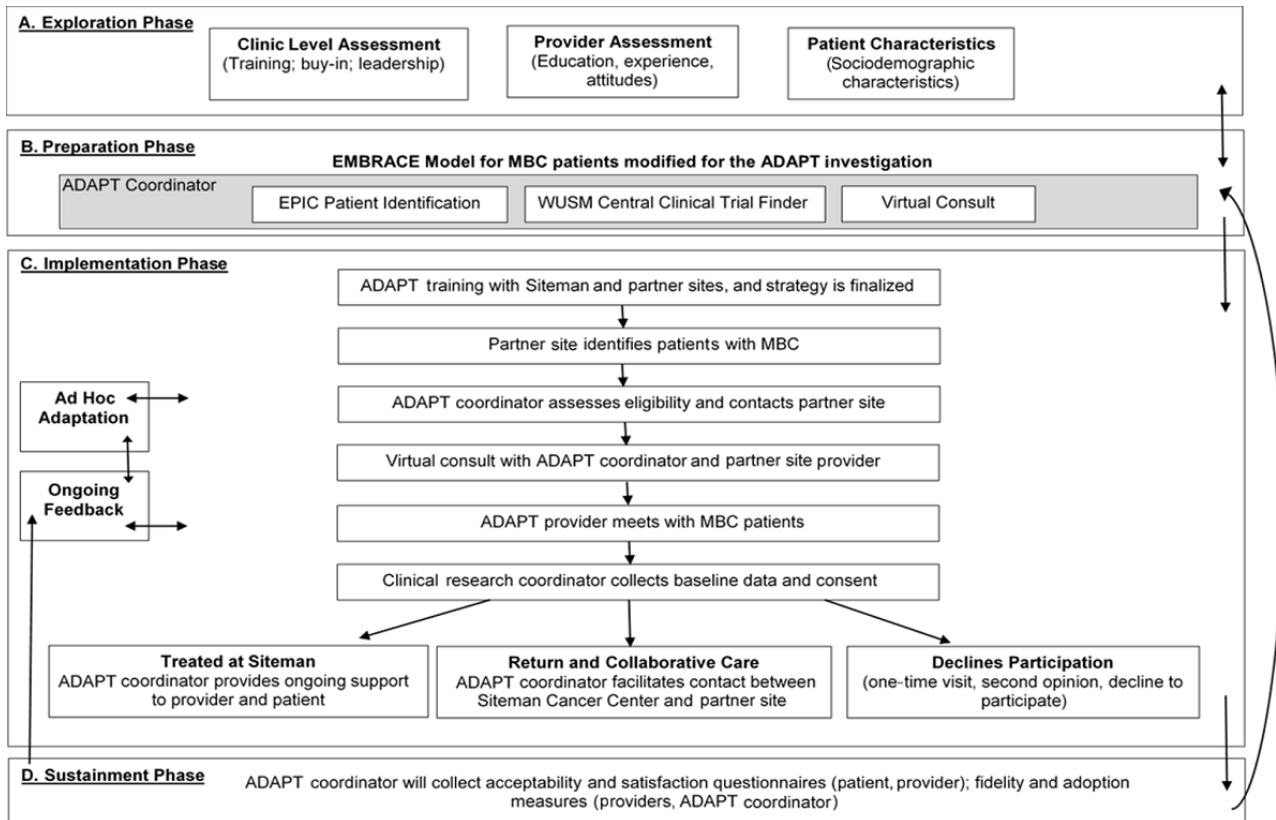 A. Exploration Phase
Clinic Level Assessment
(Training; buy-in; leadership)
Provider Assessment
(Education, experience,
attitudes)
Patient Characteristics
(Sociodemographic
characteristics)
B. Preparation Phase
EMBRACE Model for MBC patients modified for the ADAPT investigation
ADAPT Coordinator
EPIC Patient Identification
WUSM Central Clinical Trial Finder
Virtual Consult
C. Implementation Phase
ADAPT training with Siteman and partner sites, and strategy is finalized
Partner site identifies patients with MBC
Ad Hoc
Adaptation
ADAPT coordinator assesses eligibility and contacts partner site
Virtual consult with ADAPT coordinator and partner site provider
Ongoing
Feedback
ADAPT provider meets with MBC patients
Clinical research coordinator collects baseline data and consent
Treated at Siteman
ADAPT coordinator provides ongoing support
to provider and patient
Return and Collaborative Care
ADAPT coordinator facilitates contact between
Siteman Cancer Center and partner site
Declines Participation
(one-time visit, second opinion, decline to
participate)
D. Sustainment Phase
ADAPT coordinator will collect acceptability and satisfaction questionnaires (patient, provider); fidelity and adoption
measures (providers, ADAPT coordinator)